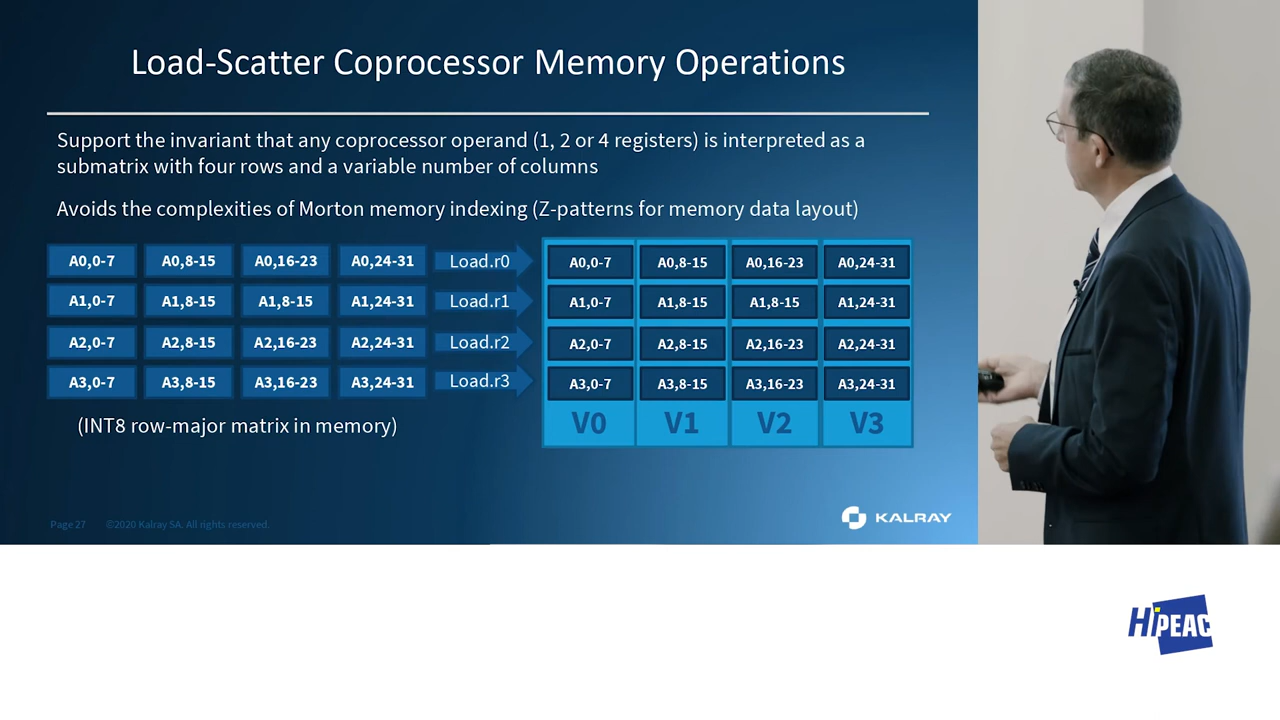 Load-Scatter Coprocessor Memory Operations
Support the invariant that any coprocessor operand (1, 2 or 4 registers) is interpreted as a
submatrix with four rows and a variable number of columns
Avoids the complexities of Morton memory indexing (Z-patterns for memory data layout)
A0,0-7 A0,8-15 A0,16-23 A0,24-31 Load.r0 A0,0-7 A0,8-15 A0,16-23 A0,24-31
A1,0-7 A1,8-15 A1,8-15 A1,24-31 Load.r1 A1,0-7 A1,8-15 A1,8-15 A1,24-31
A2,0-7 A2,8-15 A2,16-23 A2,24-31 Load.r2 A2,0-7 A2,8-15 A2,16-23 A2,24-31
A3,0-7 A3,8-15 A3,16-23 A3,24-31 Load.r3 A3,0-7 A3,8-15 A3,16-23 A3,24-31
(INT8 row-major matrix in memory) V0 V1 V2 V3
Page 27 ©2020 Kalray SA. All rights reserved.
KALRAY
HiPEAC